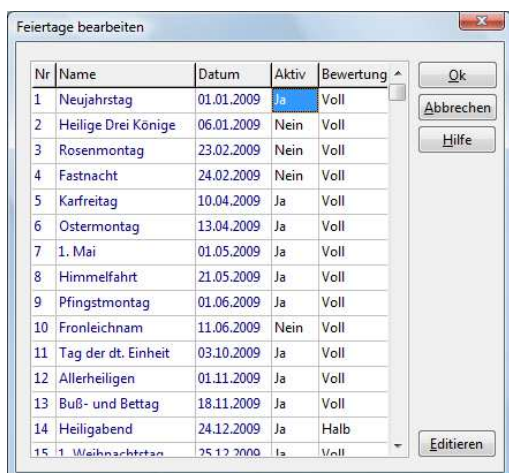 Feiertage bearbeiten
Nr Name Datum Aktiv Bewertung
1 Neujahrstag 01.01.2009 Ja Voll
2 Heilige Drei Könige 06.01.2009 Nein Voll
3 Rosenmontag 23.02.2009 Nein Voll
4 Fastnacht 24.02.2009 Nein Voll
5 Karfreitag 10.04.2009 Ja Voll
6 Ostermontag 13.04.2009 Ja Voll
7 1. Mai 01.05.2009 Ja Voll
8 Himmelfahrt 21.05.2009 Ja Voll
9 Pfingstmontag 01.06.2009 Ja Voll
10 Fronleichnam 11.06.2009 Nein Voll
11 Tag der dt. Einheit 03.10.2009 Ja Voll
12 Allerheiligen 01.11.2009 Ja Voll
13 Buß- und Bettag 18.11.2009 Ja Voll
14 Heiligabend 24.12.2009 Ja Halb
15 1. Weihnachtstag 25.12.2009 Ja Voll
Ok
Abbrechen
Hilfe
Editieren